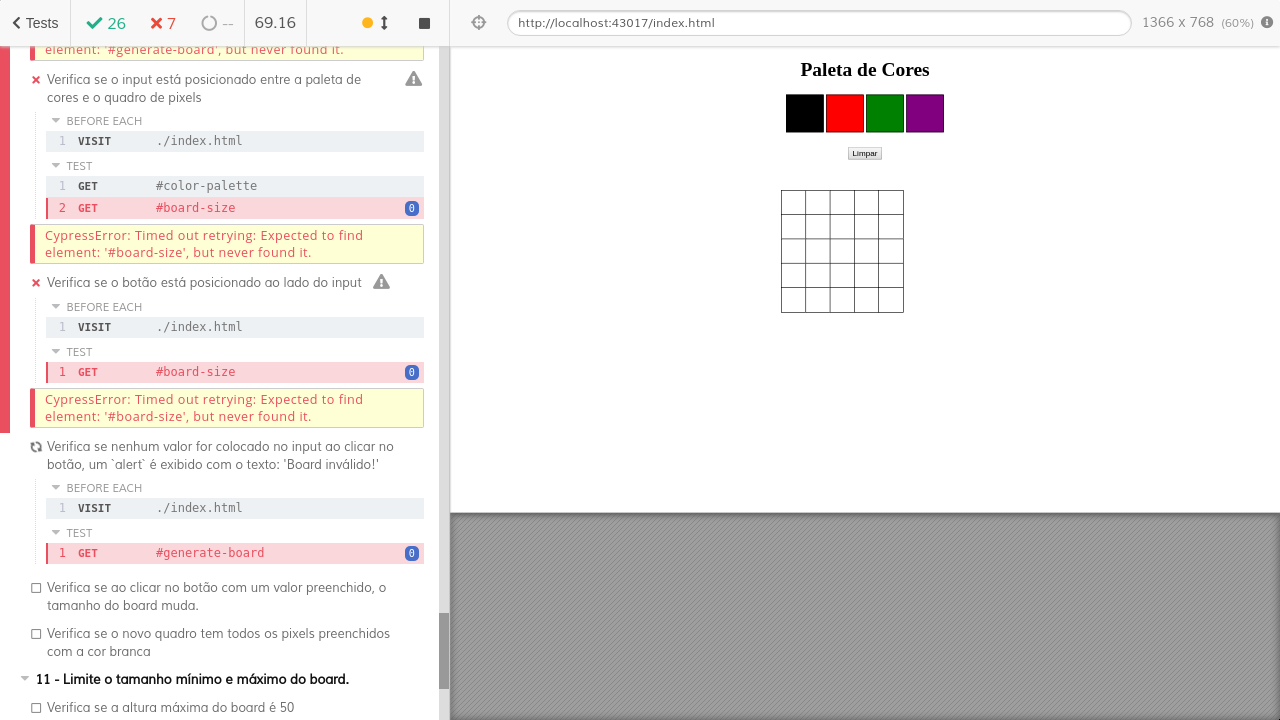 Tests
26
7
--
69.16
http://localhost:43017/index.html
1366 x 768 (60%)
element: '#generate-board', but never found it.
Verifica se o input está posicionado entre a paleta de
cores e o quadro de pixels
BEFORE EACH
1 VISIT ./index.html
TEST
1 GET #color-palette
2 GET #board-size 0
CypressError: Timed out retrying: Expected to find
element: '#board-size', but never found it.
Verifica se o botão está posicionado ao lado do input
BEFORE EACH
1 VISIT ./index.html
TEST
1 GET #board-size 0
CypressError: Timed out retrying: Expected to find
element: '#board-size', but never found it.
Verifica se nenhum valor for colocado no input ao clicar no
botão, um `alert` é exibido com o texto: 'Board inválido!'
BEFORE EACH
1 VISIT ./index.html
TEST
1 GET #generate-board 0
Verifica se ao clicar no botão com um valor preenchido, o
tamanho do board muda.
Verifica se o novo quadro tem todos os pixels preenchidos
com a cor branca
11 - Limite o tamanho mínimo e máximo do board.
Verifica se a altura máxima do board é 50
Paleta de Cores
Limpar